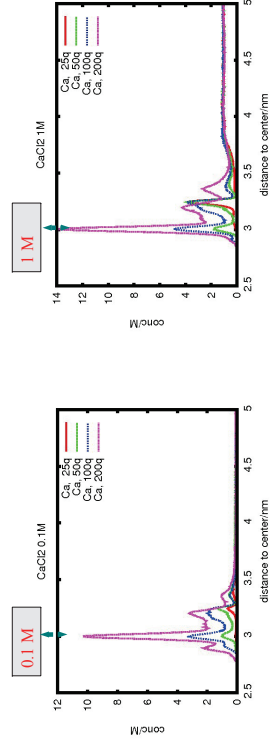 0.1 M
CaCl2 0.1M
Ca, 25q
Ca, 50q
Ca, 100q
Ca, 200q
conc/M
12
10
8
6
4
2
0
2.5
3
3.5
4
4.5
5
distance to center/nm
1 M
CaCl2 1M
Ca, 25q
Ca, 50q
Ca, 100q
Ca, 200q
conc/M
14
12
10
8
6
4
2
0
2.5
3
3.5
4
4.5
5
distance to center/nm